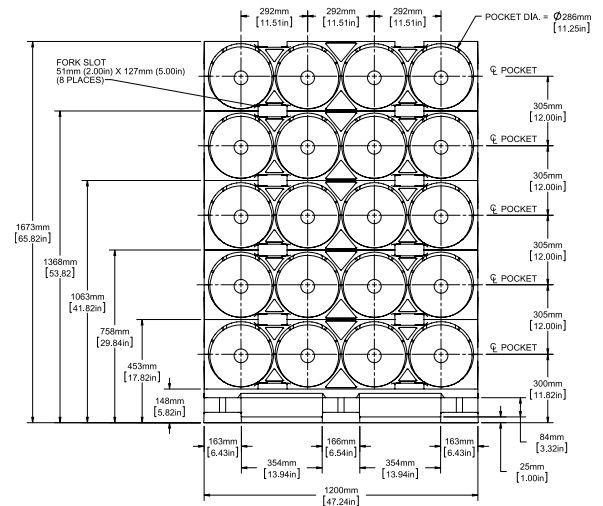 292mm
[11.51in]
292mm
[11.51in]
292mm
[11.51in]
POCKET DIA. = Ø286mm
[11.25in]
FORK SLOT
51mm (2.00in) X 127mm (5.00in)
(8 PLACES)
℄ POCKET
305mm
[12.00in]
℄ POCKET
305mm
[12.00in]
℄ POCKET
305mm
[12.00in]
℄ POCKET
305mm
[12.00in]
℄ POCKET
300mm
[11.82in]
1673mm
[65.82in]
1368mm
[53.82]
1063mm
[41.82in]
758mm
[29.84in]
453mm
[17.82in]
148mm
[5.82in]
84mm
[3.32in]
25mm
[1.00in]
163mm
[6.43in]
166mm
[6.54in]
163mm
[6.43in]
354mm
[13.94in]
354mm
[13.94in]
1200mm
[47.24in]